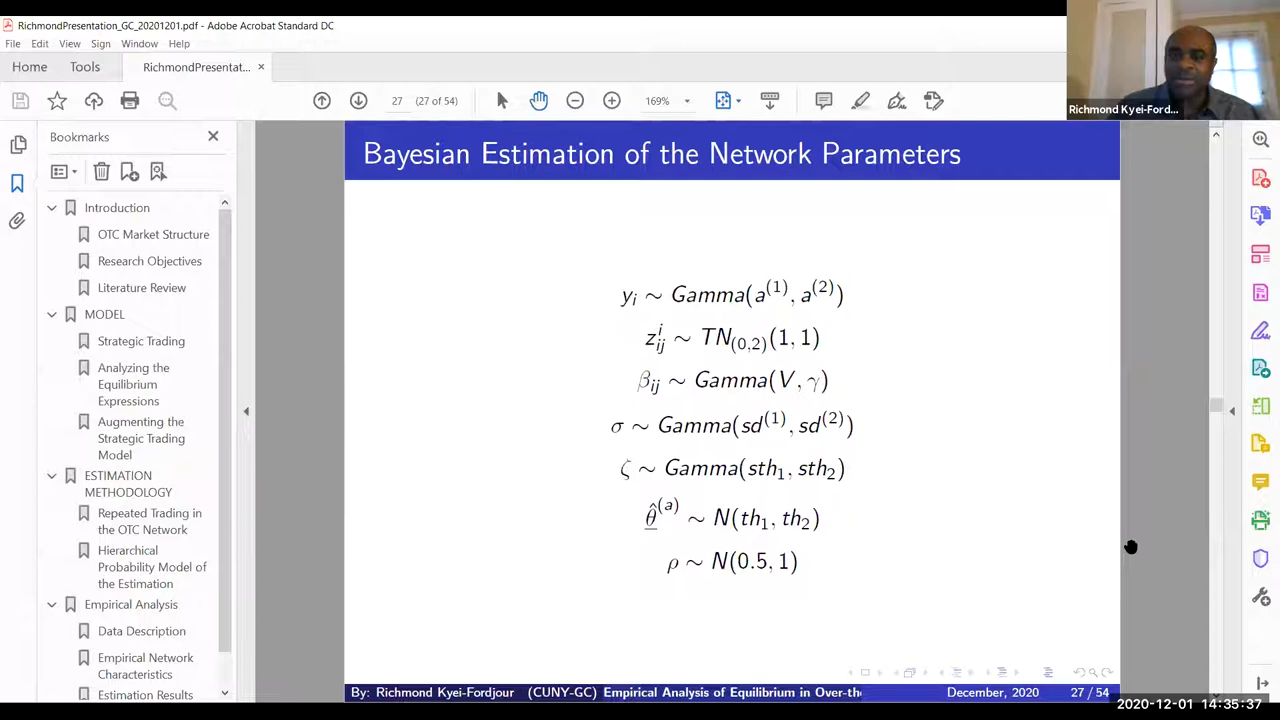 RichmondPresentation_GC_20201201.pdf - Adobe Acrobat Standard DC
File Edit View Sign Window Help
Home Tools RichmondPresentat... ×
27 (27 of 54) 169%
Richmond Kyei-Ford...
Bookmarks
Introduction
OTC Market Structure
Research Objectives
Literature Review
MODEL
Strategic Trading
Analyzing the
Equilibrium
Expressions
Augmenting the
Strategic Trading
Model
ESTIMATION
METHODOLOGY
Repeated Trading in
the OTC Network
Hierarchical
Probability Model of
the Estimation
Empirical Analysis
Data Description
Empirical Network
Characteristics
Estimation Results
Bayesian Estimation of the Network Parameters
y_i ∼ Gamma(a^(1), a^(2))
z^i_ij ∼ TN_(0,2)(1, 1)
β_ij ∼ Gamma(V, γ)
σ ∼ Gamma(sd^(1), sd^(2))
ζ ∼ Gamma(sth_1, sth_2)
θ̲̂^(a) ∼ N(th_1, th_2)
ρ ∼ N(0.5, 1)
By: Richmond Kyei-Fordjour (CUNY-GC) Empirical Analysis of Equilibrium in Over-the December, 2020 27 / 54
2020-12-01 14:35:37